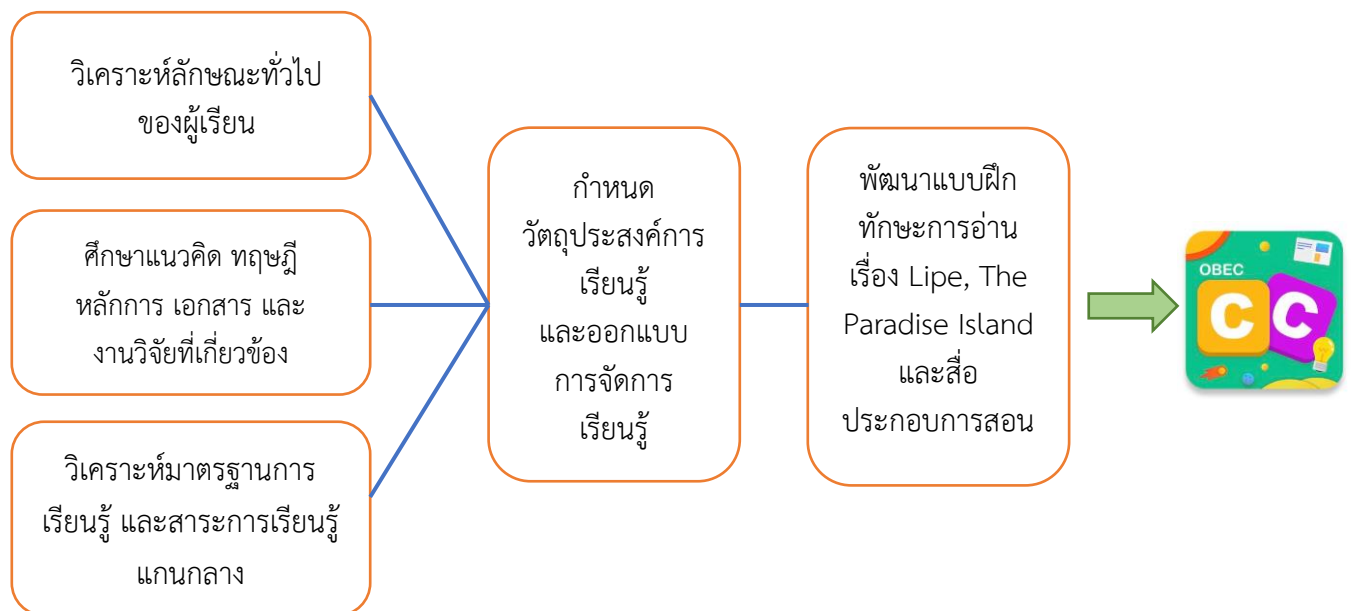 วิเคราะห์ลักษณะทั่วไป
ของผู้เรียน
ศึกษาแนวคิด ทฤษฎี
หลักการ เอกสาร และ
งานวิจัยที่เกี่ยวข้อง
วิเคราะห์มาตรฐานการ
เรียนรู้ และสาระการเรียนรู้
แกนกลาง
กำหนด
วัตถุประสงค์การ
เรียนรู้
และออกแบบ
การจัดการ
เรียนรู้
พัฒนาแบบฝึก
ทักษะการอ่าน
เรื่อง Lipe, The
Paradise Island
และสื่อ
ประกอบการสอน
OBEC
C C